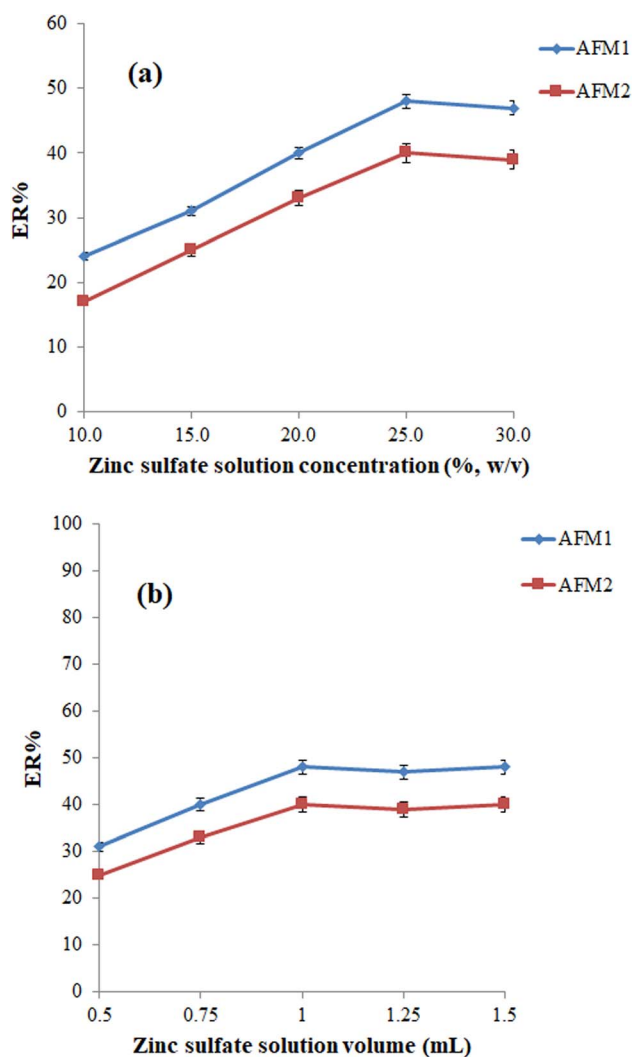 60
50
40
30
20
10
0
ER%
(a)
AFM1
AFM2
10.0 15.0 20.0 25.0 30.0
Zinc sulfate solution concentration (%, w/v)
100
90
80
70
60
50
40
30
20
10
0
ER%
(b)
AFM1
AFM2
0.5 0.75 1 1.25 1.5
Zinc sulfate solution volume (mL)